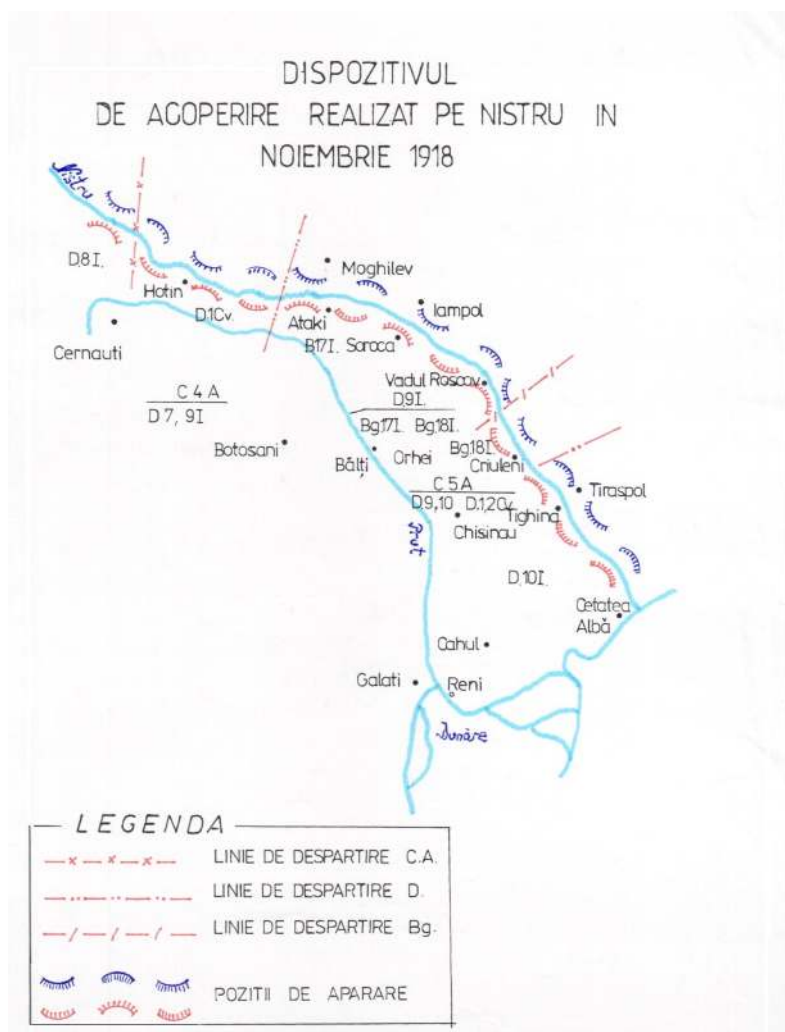 DISPOZITIVUL
DE ACOPERIRE REALIZAT PE NISTRU IN
NOIEMBRIE 1918
Nistru
D.8 I.
Hotin
Moghilev
D.1Cv.
Ataki
Iampol
Cernauti
B17I. Soroca
Vadul Roscov
C 4 A
D 7, 9I
D.9I.
Bg.17I. Bg.18I.
Botosani
Bălți
Orhei
Bg.18I.
Criuleni
C 5 A
D.9,10 D.1,2Cv.
Tiraspol
Tighina
Chisinau
Prut
D.10I.
Cetatea
Albă
Cahul
Galati
Reni
Dunăre
LEGENDA
LINIE DE DESPARTIRE C.A.
LINIE DE DESPARTIRE D.
LINIE DE DESPARTIRE Bg.
POZITII DE APARARE